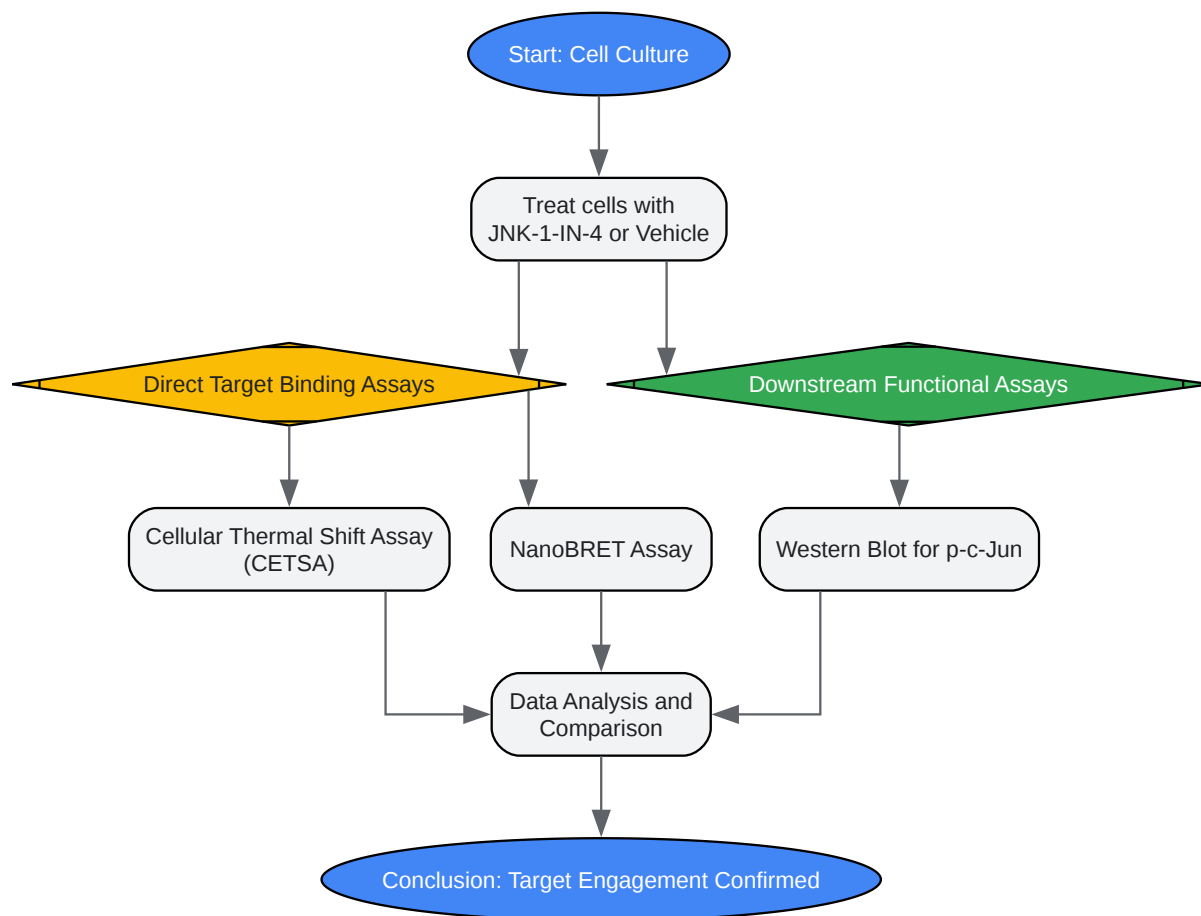 Start: Cell Culture
Treat cells with
JNK-1-IN-4 or Vehicle
Direct Target Binding Assays
Downstream Functional Assays
Cellular Thermal Shift Assay
(CETSA)
NanoBRET Assay
Western Blot for p-c-Jun
Data Analysis and
Comparison
Conclusion: Target Engagement Confirmed